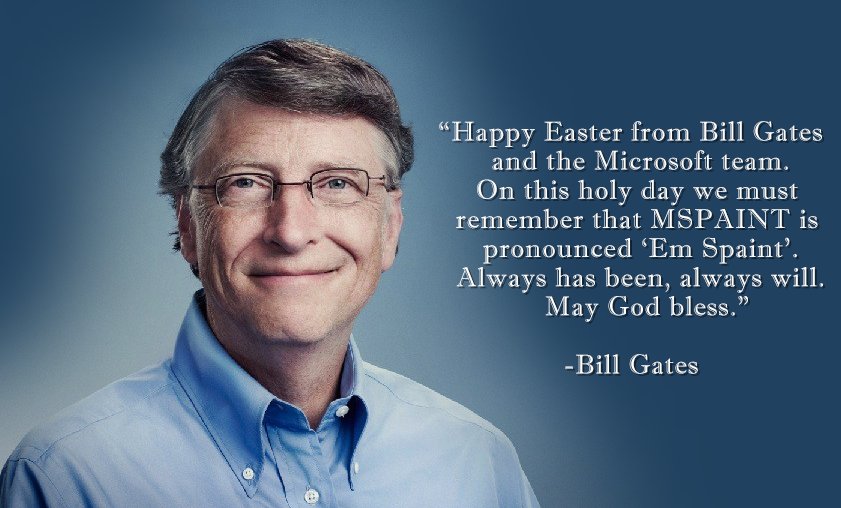 “Happy Easter from Bill Gates
and the Microsoft team.
On this holy day we must
remember that MSPAINT is
pronounced ‘Em Spaint’.
Always has been, always will.
May God bless.”
-Bill Gates